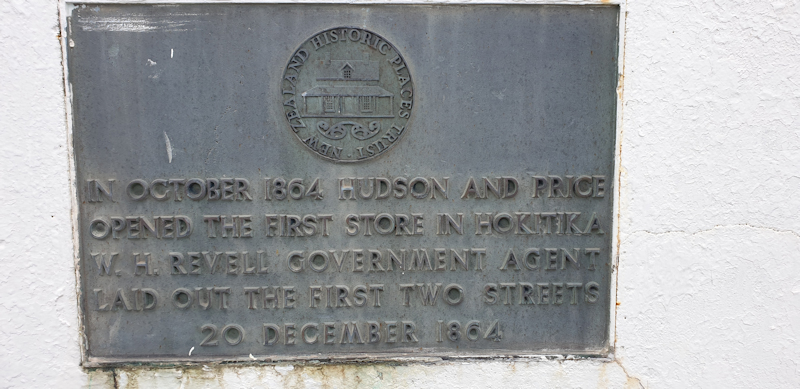 NEW ZEALAND HISTORIC PLACES TRUST
IN OCTOBER 1864 HUDSON AND PRICE
OPENED THE FIRST STORE IN HOKITIKA
W. H. REVELL GOVERNMENT AGENT
LAID OUT THE FIRST TWO STREETS
20 DECEMBER 1864